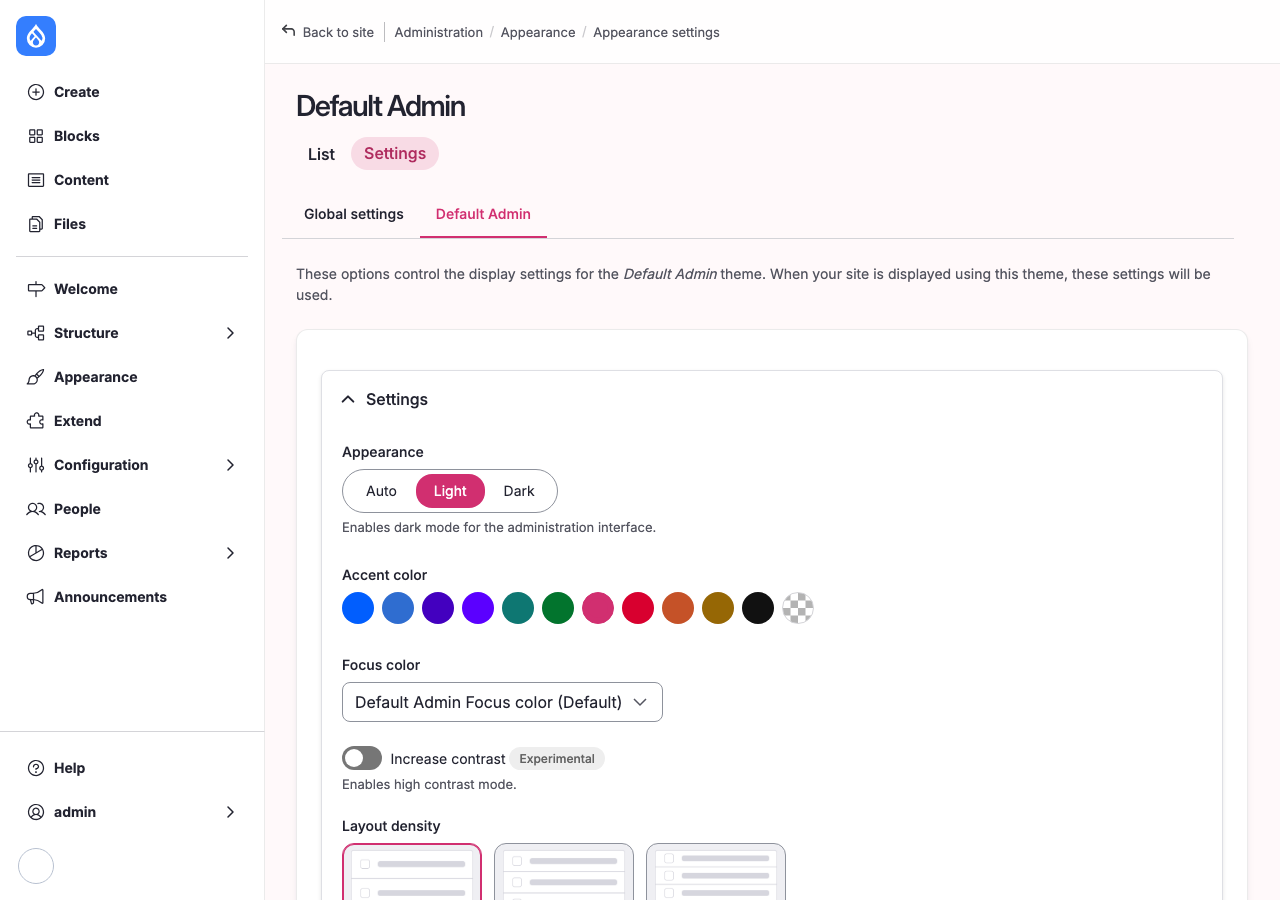 Back to site
Administration / Appearance / Appearance settings
Create
Blocks
Content
Files
Welcome
Structure
Appearance
Extend
Configuration
People
Reports
Announcements
Help
admin
Default Admin
List
Settings
Global settings
Default Admin
These options control the display settings for the Default Admin theme. When your site is displayed using this theme, these settings will be
used.
Settings
Appearance
Auto
Light
Dark
Enables dark mode for the administration interface.
Accent color
Focus color
Default Admin Focus color (Default)
Increase contrast Experimental
Enables high contrast mode.
Layout density